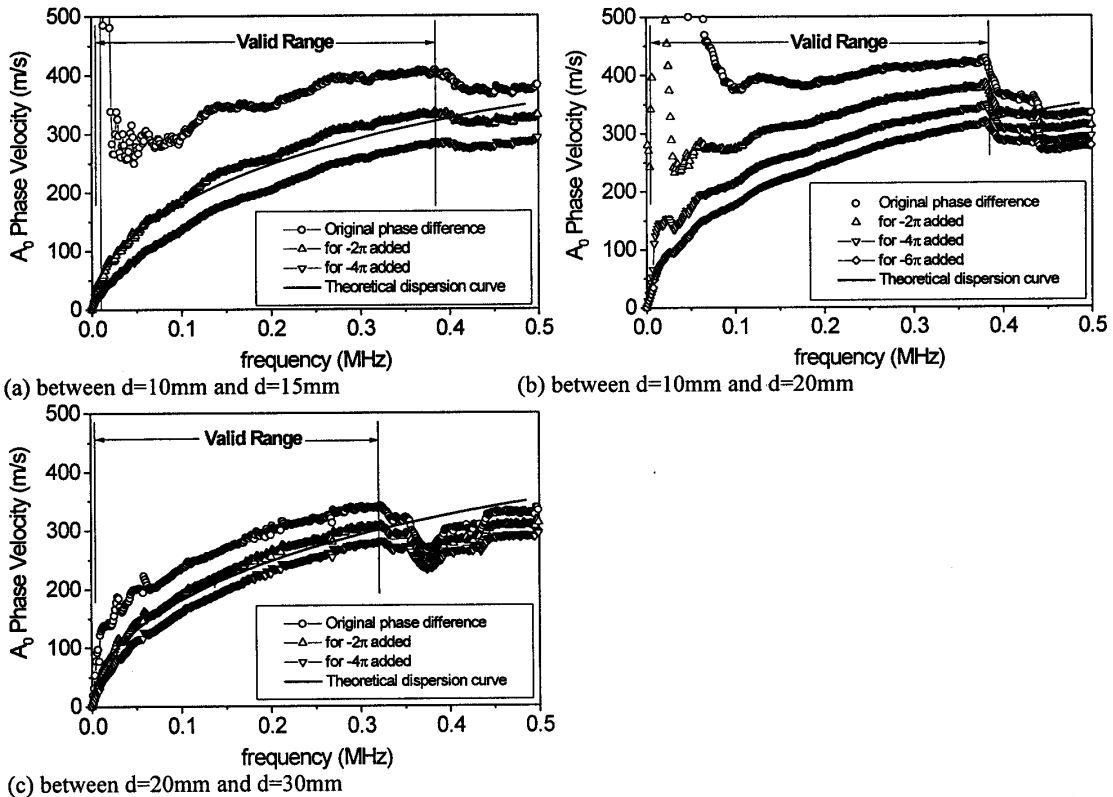 500
400
300
200
100
0
A₀ Phase Velocity (m/s)
Valid Range
Original phase difference
for -2π added
for -4π added
Theoretical dispersion curve
0.0 0.1 0.2 0.3 0.4 0.5
frequency (MHz)
(a) between d=10mm and d=15mm
500
400
300
200
100
0
A₀ Phase Velocity (m/s)
Valid Range
Original phase difference
for -2π added
for -4π added
for -6π added
Theoretical dispersion curve
0.0 0.1 0.2 0.3 0.4 0.5
frequency (MHz)
(b) between d=10mm and d=20mm
500
400
300
200
100
0
A₀ Phase Velocity (m/s)
Valid Range
Original phase difference
for -2π added
for -4π added
Theoretical dispersion curve
0.0 0.1 0.2 0.3 0.4 0.5
frequency (MHz)
(c) between d=20mm and d=30mm